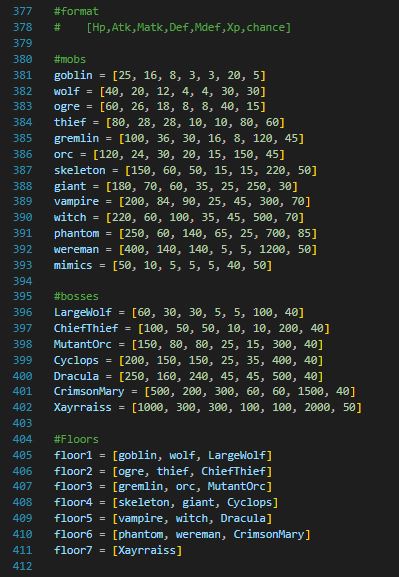 377 #format
378 #    [Hp,Atk,Matk,Def,Mdef,Xp,chance]
379
380 #mobs
381 goblin = [25, 16, 8, 3, 3, 20, 5]
382 wolf = [40, 20, 12, 4, 4, 30, 30]
383 ogre = [60, 26, 18, 8, 8, 40, 15]
384 thief = [80, 28, 28, 10, 10, 80, 60]
385 gremlin = [100, 36, 30, 16, 8, 120, 45]
386 orc = [120, 24, 30, 20, 15, 150, 45]
387 skeleton = [150, 60, 50, 15, 15, 220, 50]
388 giant = [180, 70, 60, 35, 25, 250, 30]
389 vampire = [200, 84, 90, 25, 45, 300, 70]
390 witch = [220, 60, 100, 35, 45, 500, 70]
391 phantom = [250, 60, 140, 65, 25, 700, 85]
392 wereman = [400, 140, 140, 5, 5, 1200, 50]
393 mimics = [50, 10, 5, 5, 5, 40, 50]
394
395 #bosses
396 LargeWolf = [60, 30, 30, 5, 5, 100, 40]
397 ChiefThief = [100, 50, 50, 10, 10, 200, 40]
398 MutantOrc = [150, 80, 80, 25, 15, 300, 40]
399 Cyclops = [200, 150, 150, 25, 35, 400, 40]
400 Dracula = [250, 160, 240, 45, 45, 500, 40]
401 CrimsonMary = [500, 200, 300, 60, 60, 1500, 40]
402 Xayrraiss = [1000, 300, 300, 100, 100, 2000, 50]
403
404 #Floors
405 floor1 = [goblin, wolf, LargeWolf]
406 floor2 = [ogre, thief, ChiefThief]
407 floor3 = [gremlin, orc, MutantOrc]
408 floor4 = [skeleton, giant, Cyclops]
409 floor5 = [vampire, witch, Dracula]
410 floor6 = [phantom, wereman, CrimsonMary]
411 floor7 = [Xayrraiss]
412